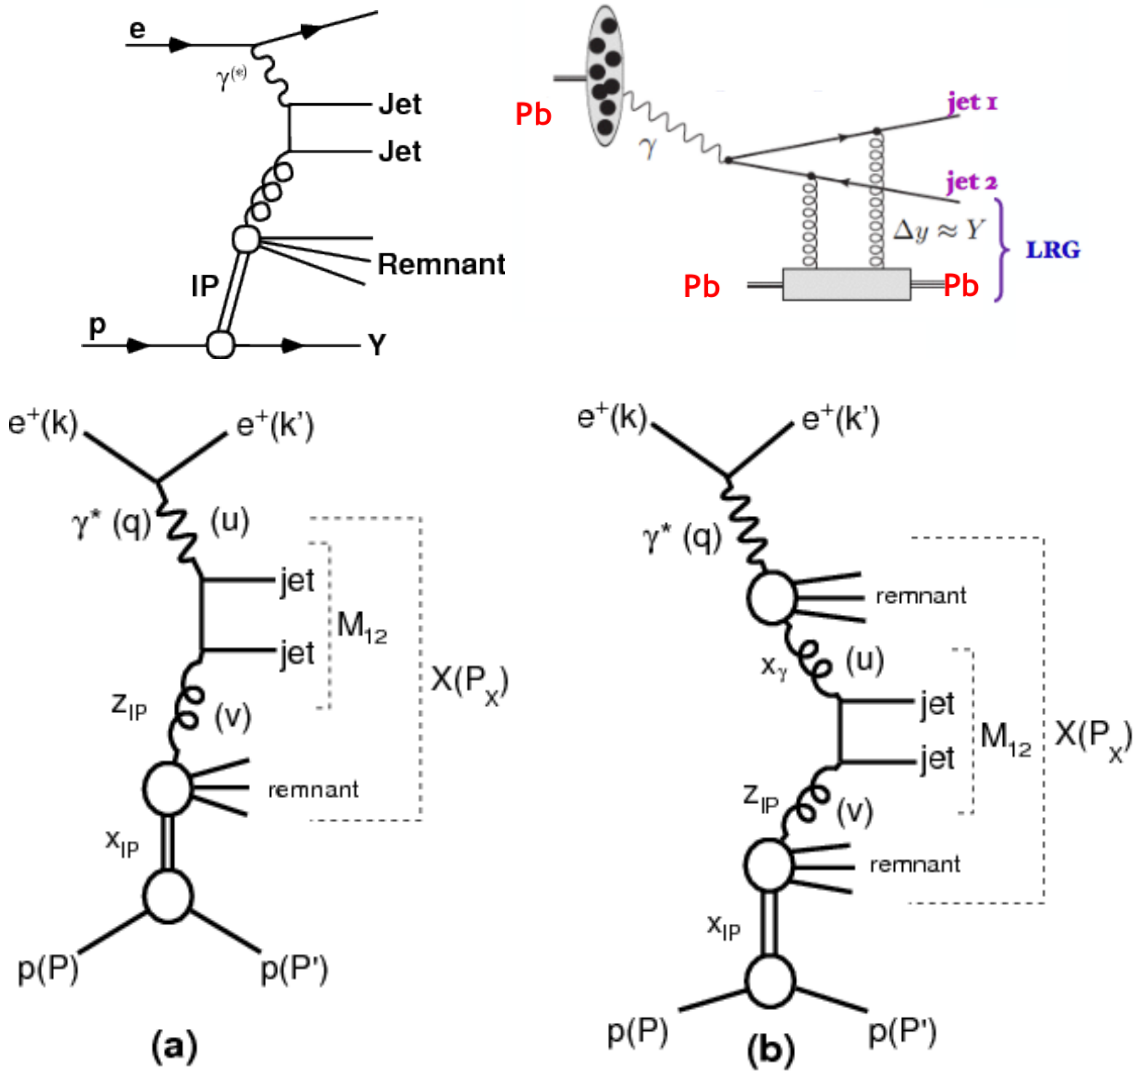 e
γ(*)
Jet
Jet
IP
Remnant
p
Y
Pb
γ
jet 1
jet 2
Δy ≈ Y
LRG
Pb
Pb
e+(k)
e+(k’)
γ* (q)
(u)
jet
jet
M12
X(PX)
zIP
(v)
remnant
xIP
p(P)
p(P')
(a)
e+(k)
e+(k’)
γ* (q)
remnant
xγ
(u)
jet
jet
M12
X(PX)
zIP
(v)
remnant
xIP
p(P)
p(P')
(b)